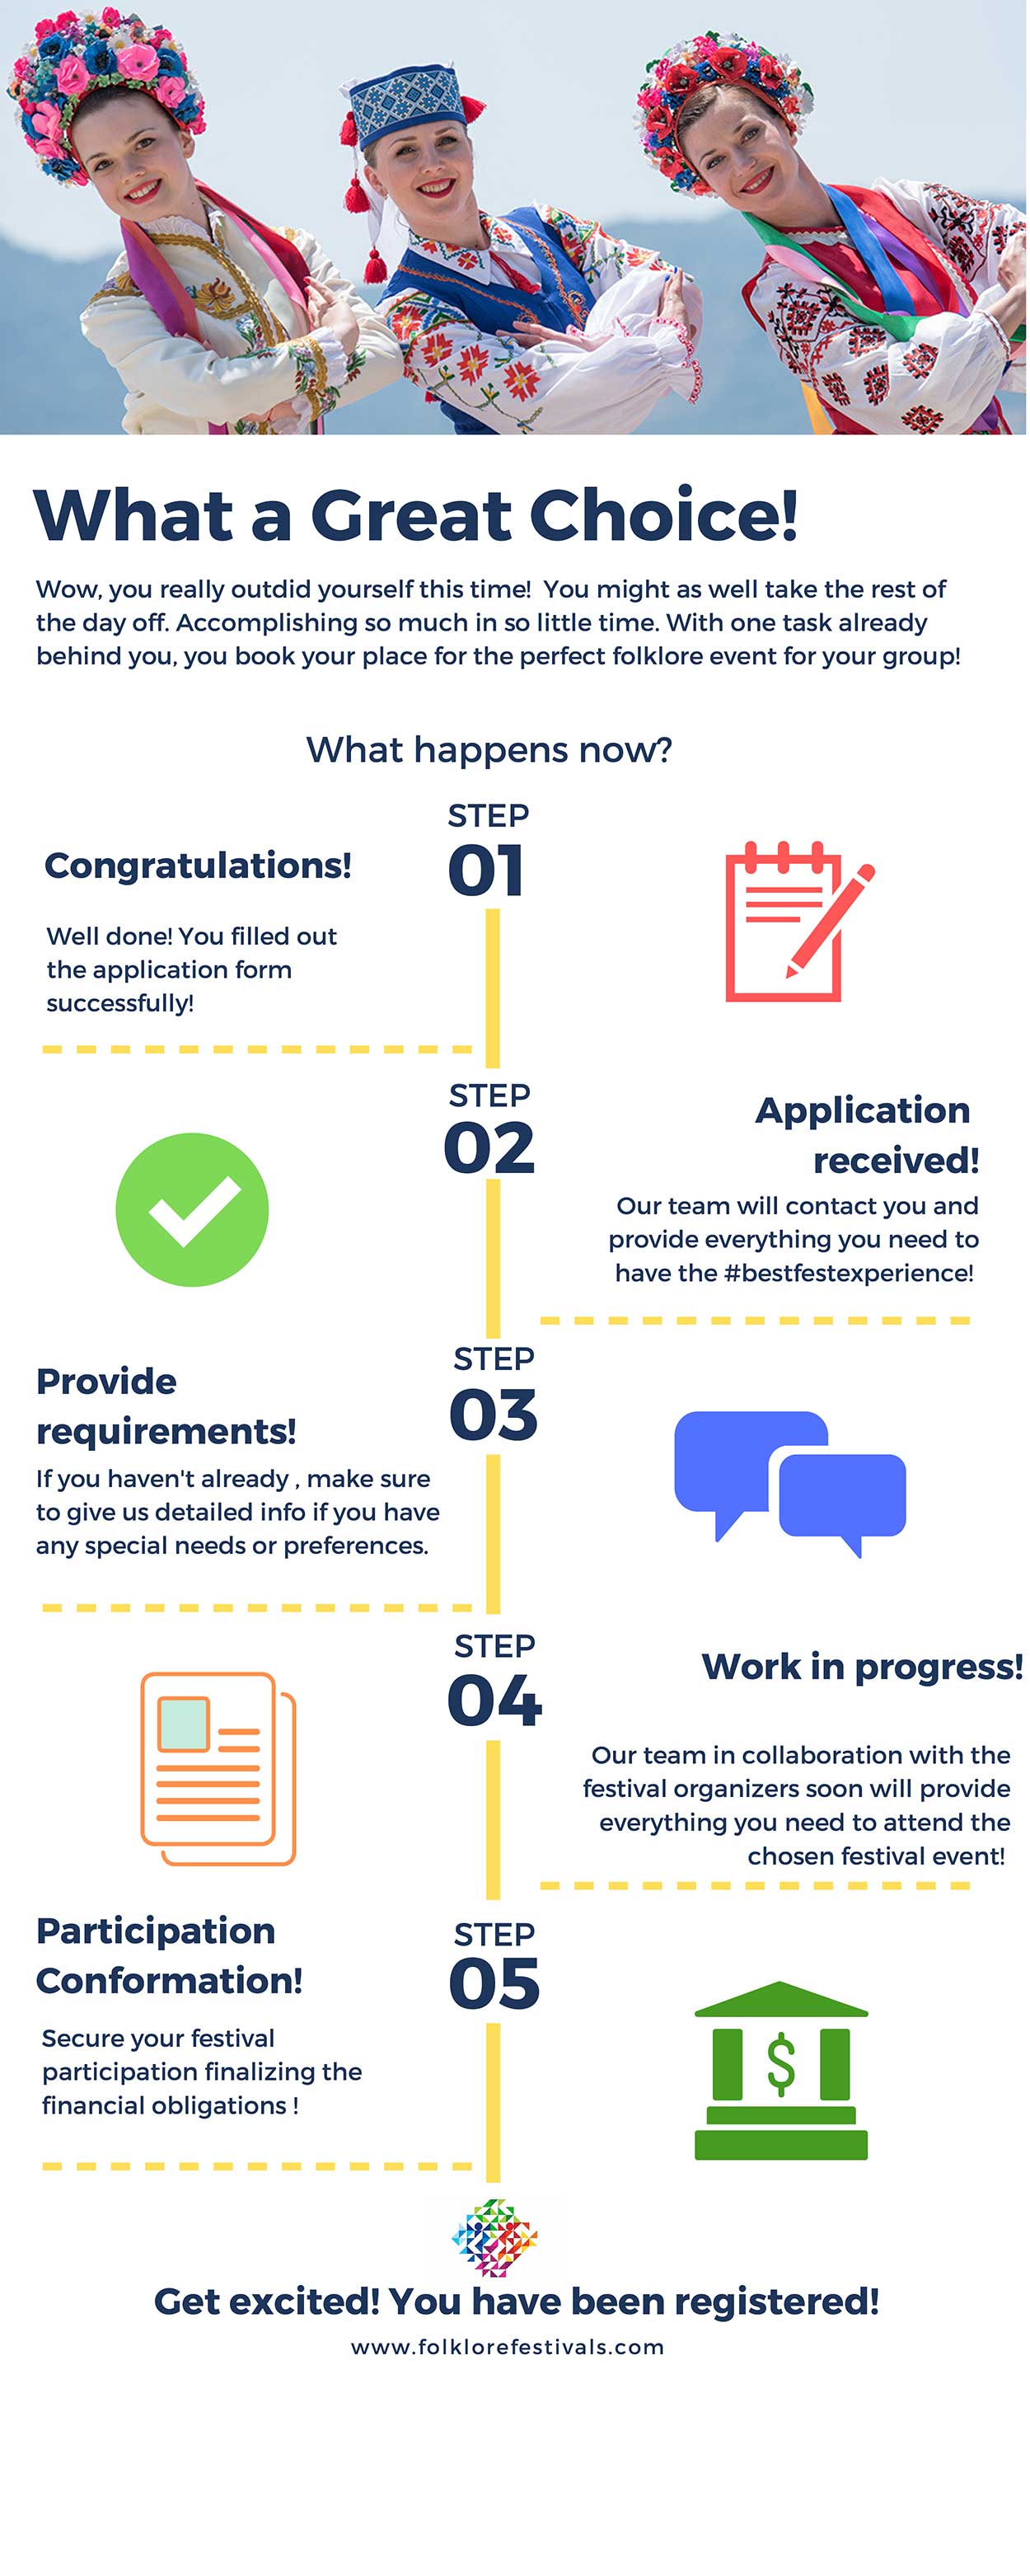 What a Great Choice!
Wow, you really outdid yourself this time!  You might as well take the rest of
the day off. Accomplishing so much in so little time. With one task already
behind you, you book your place for the perfect folklore event for your group!
What happens now?
STEP
01
Congratulations!
Well done! You filled out
the application form
successfully!
STEP
02
Application
received!
Our team will contact you and
provide everything you need to
have the #bestfestexperience!
STEP
03
Provide
requirements!
If you haven't already , make sure
to give us detailed info if you have
any special needs or preferences.
STEP
04
Work in progress!
Our team in collaboration with the
festival organizers soon will provide
everything you need to attend the
chosen festival event!
STEP
05
Participation
Conformation!
Secure your festival
participation finalizing the
financial obligations !
$
Get excited! You have been registered!
www.folklorefestivals.com